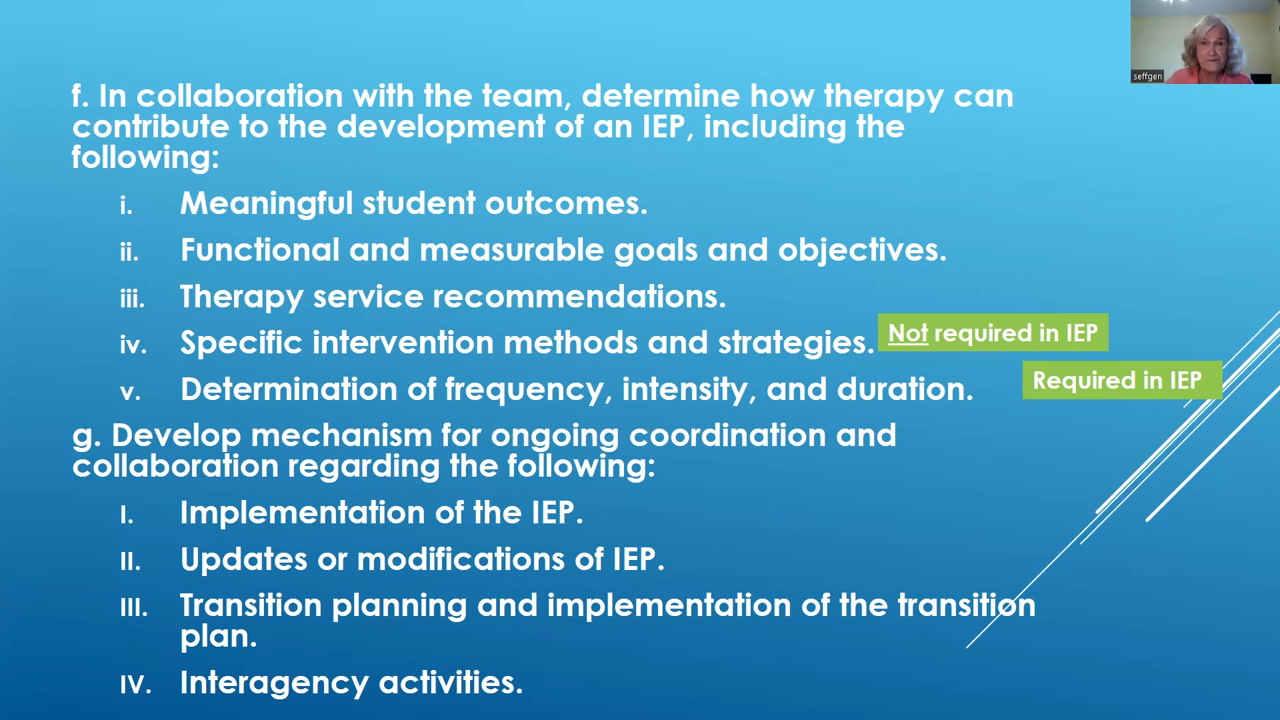 seffgen
f. In collaboration with the team, determine how therapy can
contribute to the development of an IEP, including the
following:
i. Meaningful student outcomes.
ii. Functional and measurable goals and objectives.
iii. Therapy service recommendations.
iv. Specific intervention methods and strategies. Not required in IEP
v. Determination of frequency, intensity, and duration. Required in IEP
g. Develop mechanism for ongoing coordination and
collaboration regarding the following:
I. Implementation of the IEP.
II. Updates or modifications of IEP.
III. Transition planning and implementation of the transition
plan.
IV. Interagency activities.